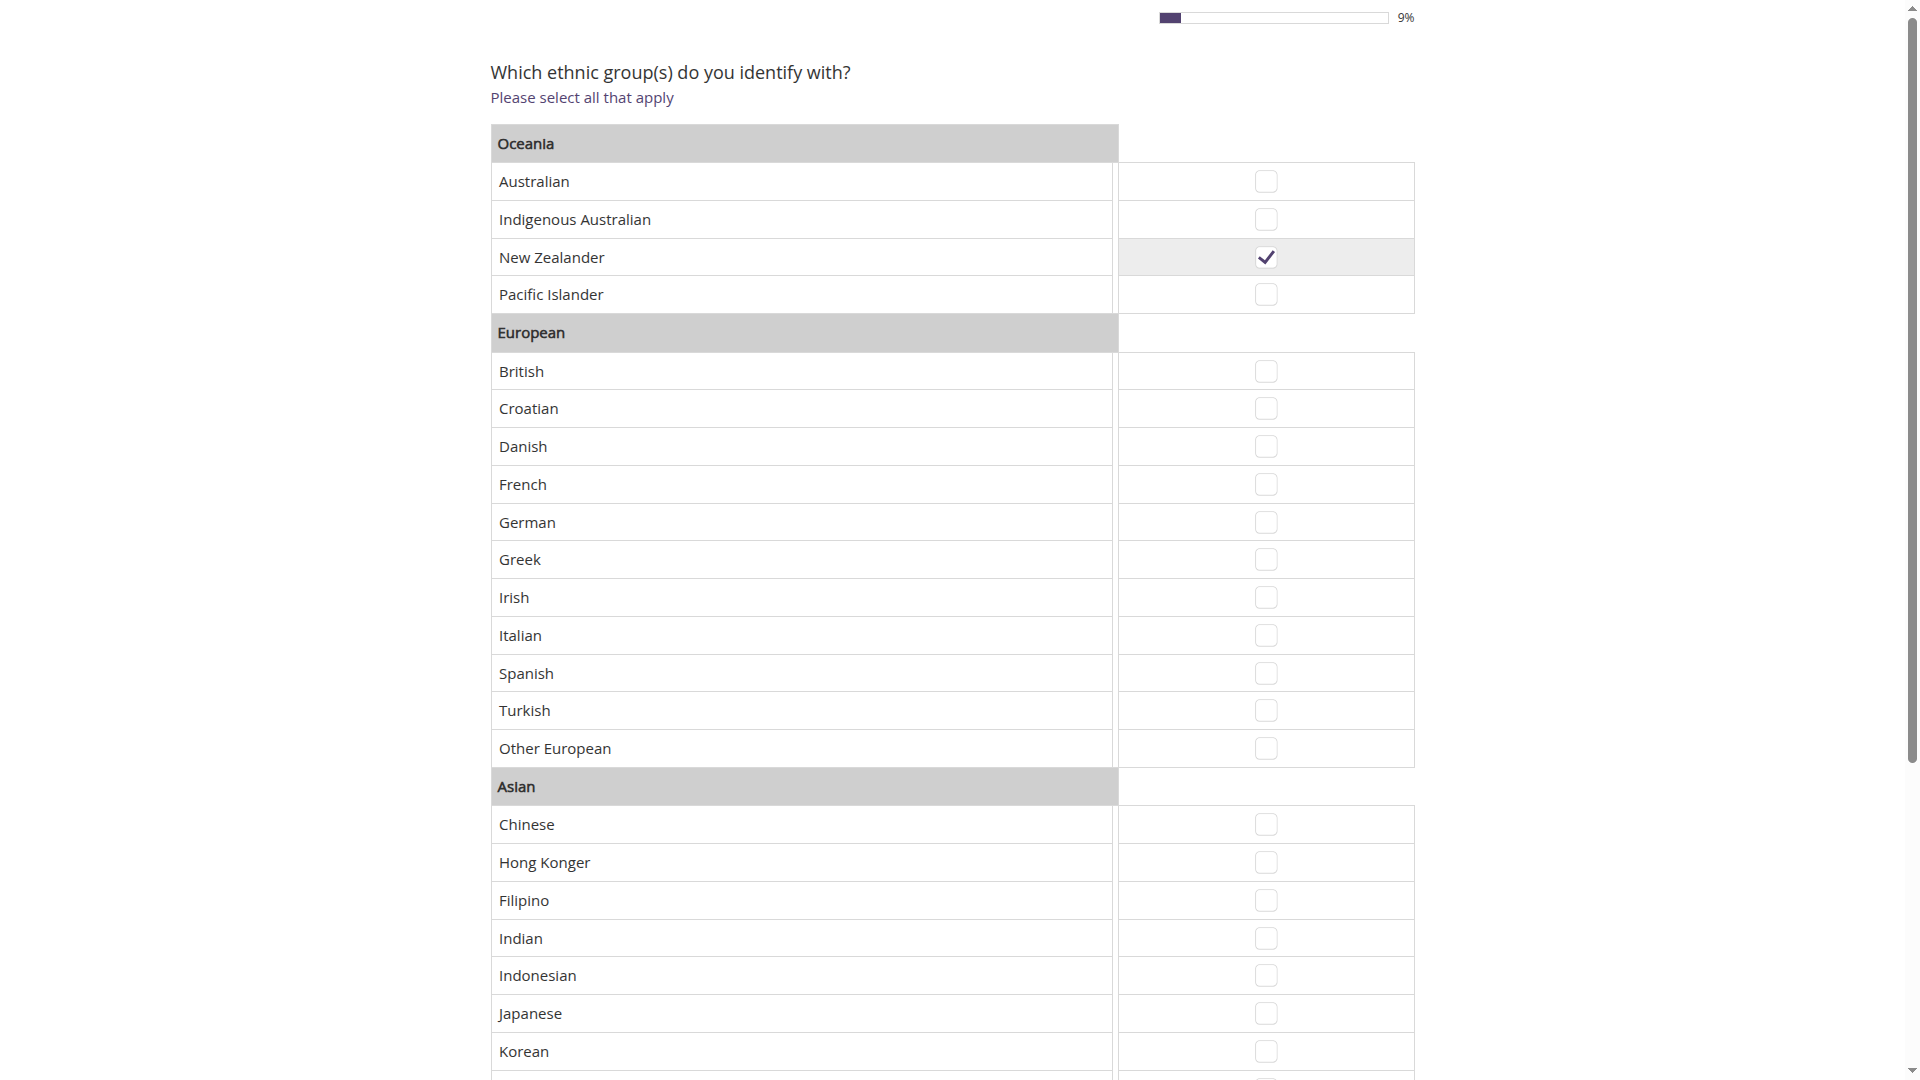 9%
Which ethnic group(s) do you identify with?
Please select all that apply
Oceania
Australian
Indigenous Australian
New Zealander
Pacific Islander
European
British
Croatian
Danish
French
German
Greek
Irish
Italian
Spanish
Turkish
Other European
Asian
Chinese
Hong Konger
Filipino
Indian
Indonesian
Japanese
Korean